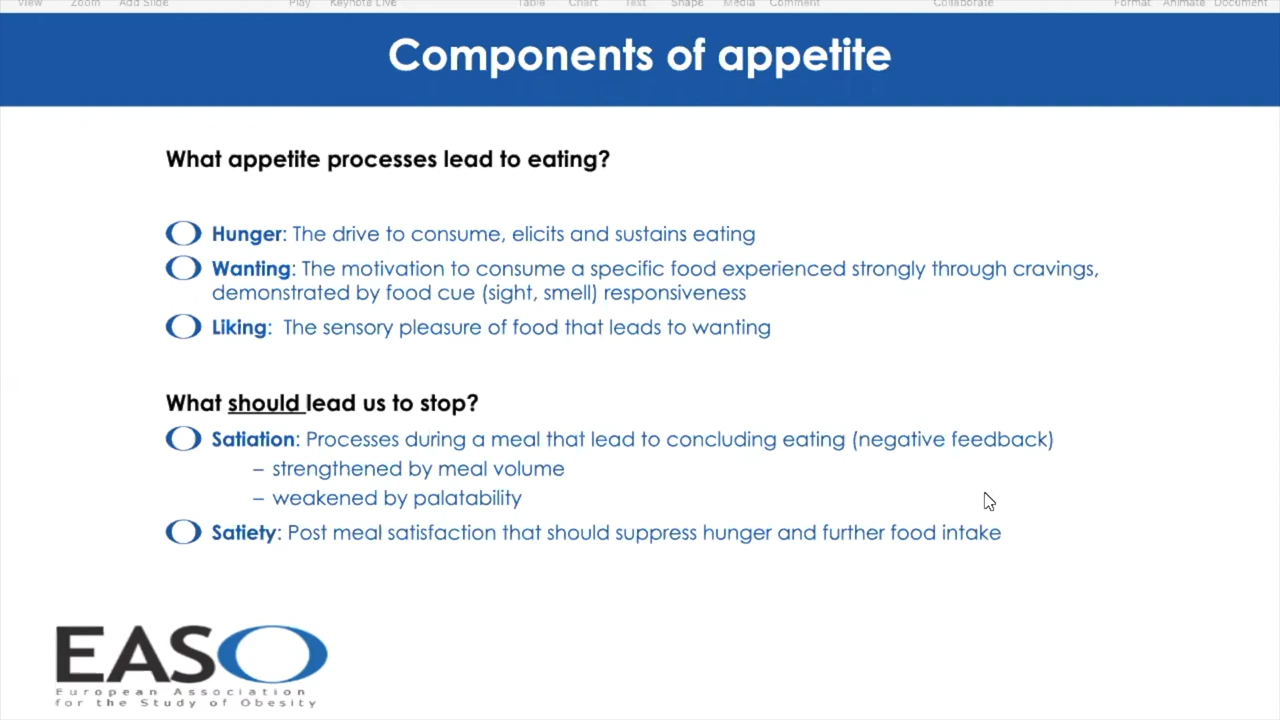 View Zoom Add Slide Play Keynote Live Table Chart Text Shape Media Comment Collaborate Format Animate Document
Components of appetite
What appetite processes lead to eating?
Hunger: The drive to consume, elicits and sustains eating
Wanting: The motivation to consume a specific food experienced strongly through cravings,
demonstrated by food cue (sight, smell) responsiveness
Liking: The sensory pleasure of food that leads to wanting
What should lead us to stop?
Satiation: Processes during a meal that lead to concluding eating (negative feedback)
– strengthened by meal volume
– weakened by palatability
Satiety: Post meal satisfaction that should suppress hunger and further food intake
EASO
European Association
for the Study of Obesity